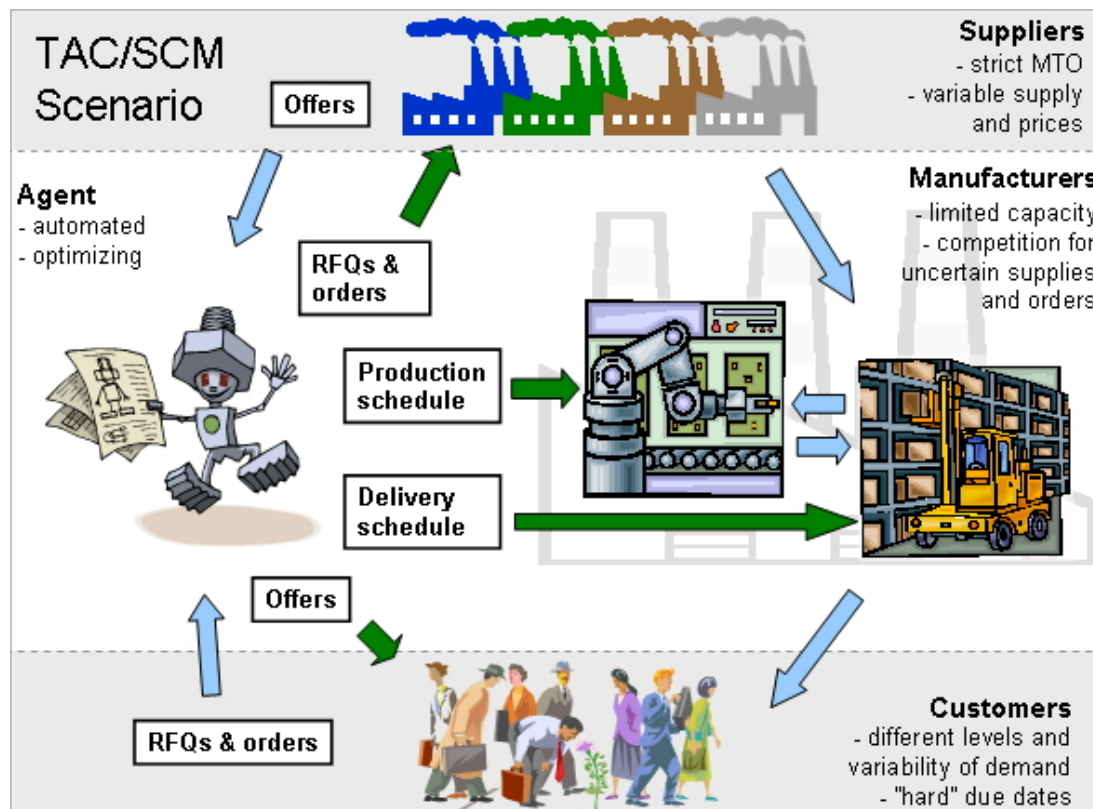 TAC/SCM
Scenario
Offers
Suppliers
- strict MTO
- variable supply
and prices
Agent
- automated
- optimizing
RFQs &
orders
Manufacturers
- limited capacity
- competition for
uncertain supplies
and orders
Production
schedule
Delivery
schedule
Offers
RFQs & orders
Customers
- different levels and
variability of demand
- "hard" due dates